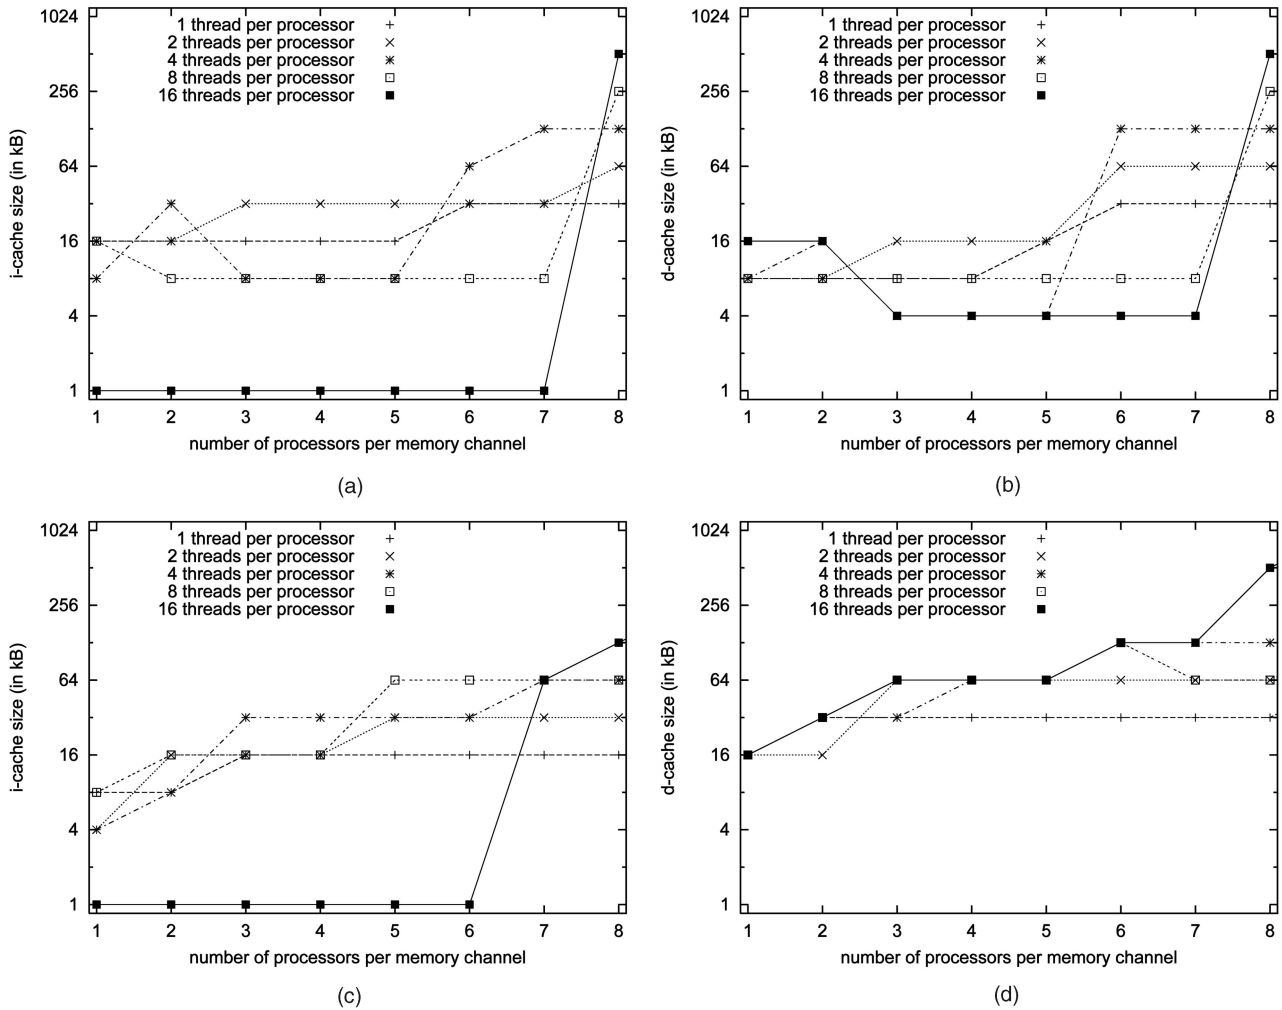 1024
256
64
16
4
1
i-cache size (in kB)
1 thread per processor
2 threads per processor
4 threads per processor
8 threads per processor
16 threads per processor
1 2 3 4 5 6 7 8
number of processors per memory channel
(a)
1024
256
64
16
4
1
d-cache size (in kB)
1 thread per processor
2 threads per processor
4 threads per processor
8 threads per processor
16 threads per processor
1 2 3 4 5 6 7 8
number of processors per memory channel
(b)
1024
256
64
16
4
1
i-cache size (in kB)
1 thread per processor
2 threads per processor
4 threads per processor
8 threads per processor
16 threads per processor
1 2 3 4 5 6 7 8
number of processors per memory channel
(c)
1024
256
64
16
4
1
d-cache size (in kB)
1 thread per processor
2 threads per processor
4 threads per processor
8 threads per processor
16 threads per processor
1 2 3 4 5 6 7 8
number of processors per memory channel
(d)